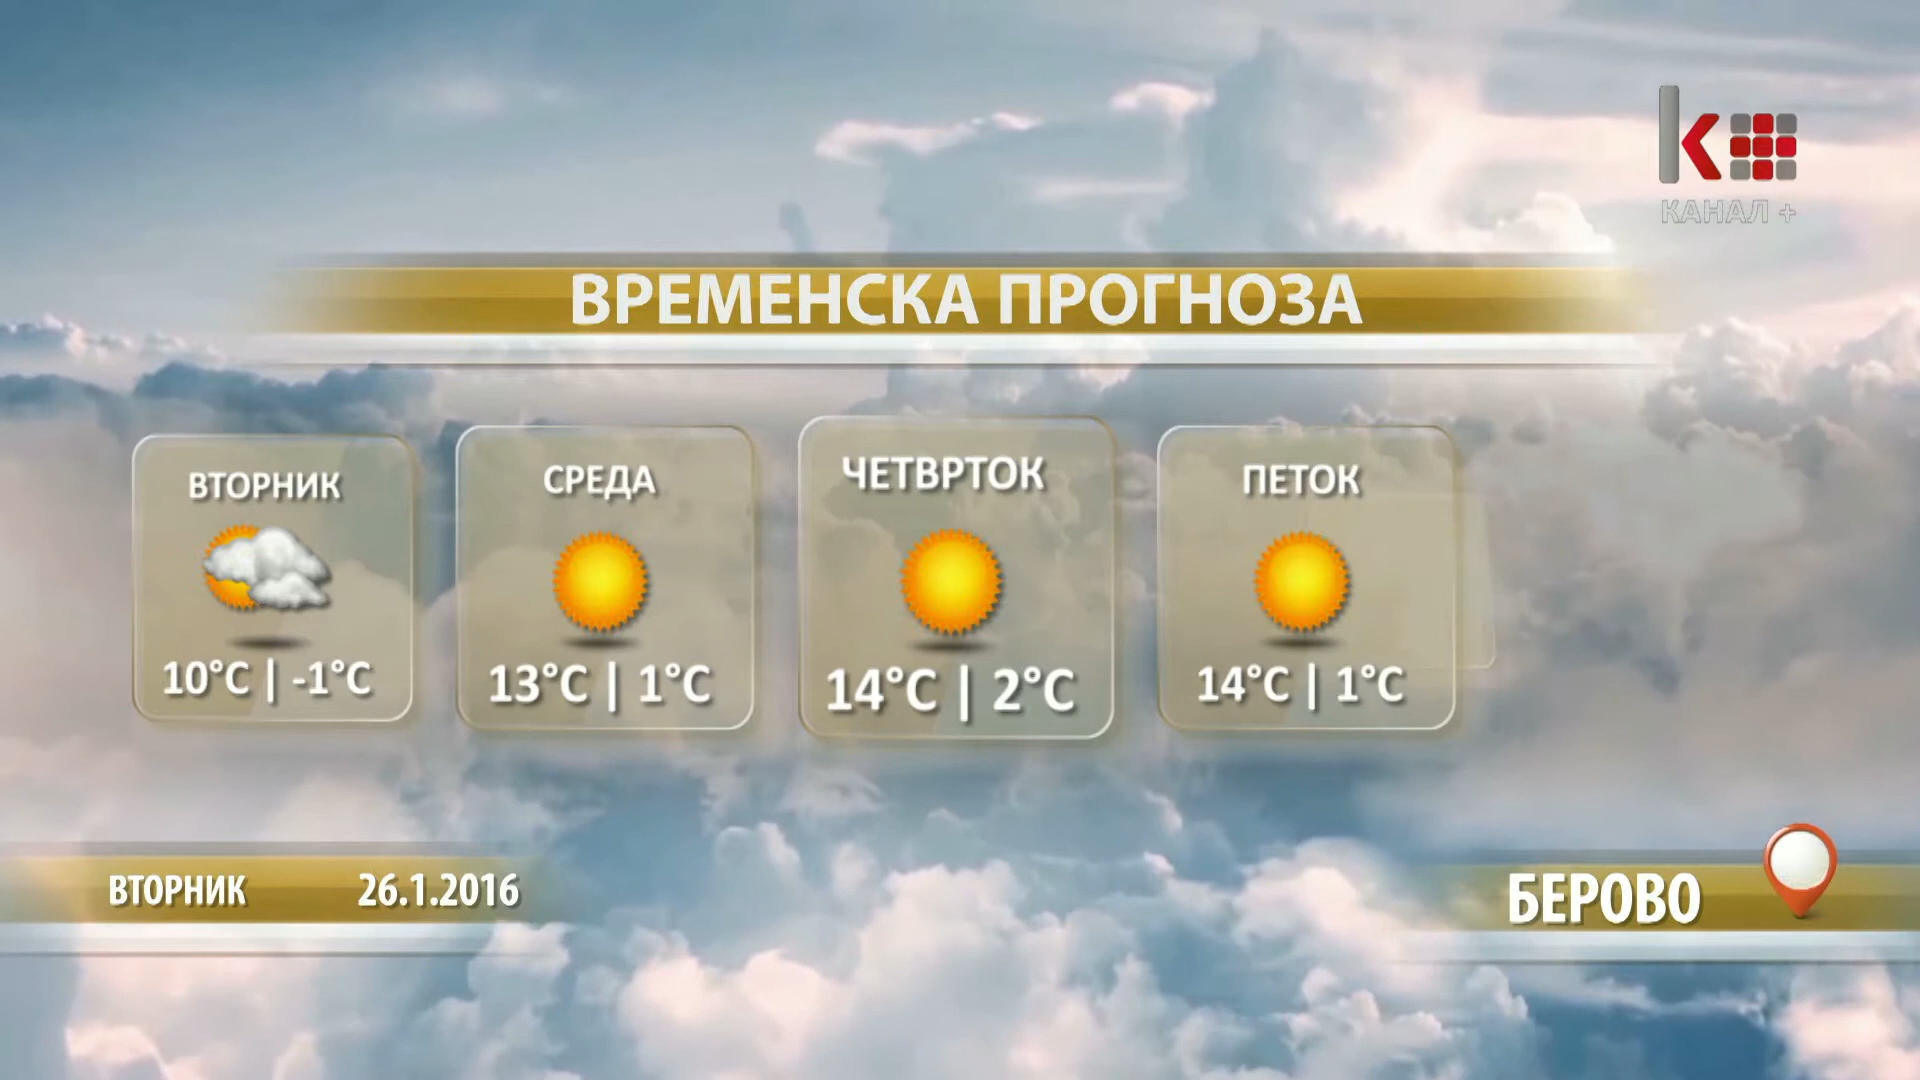 К
КАНАЛ +
ВРЕМЕНСКА ПРОГНОЗА
ВТОРНИК
10°C | -1°C
СРЕДА
13°C | 1°C
ЧЕТВРТОК
14°C | 2°C
ПЕТОК
14°C | 1°C
ВТОРНИК 26.1.2016
БЕРОВО